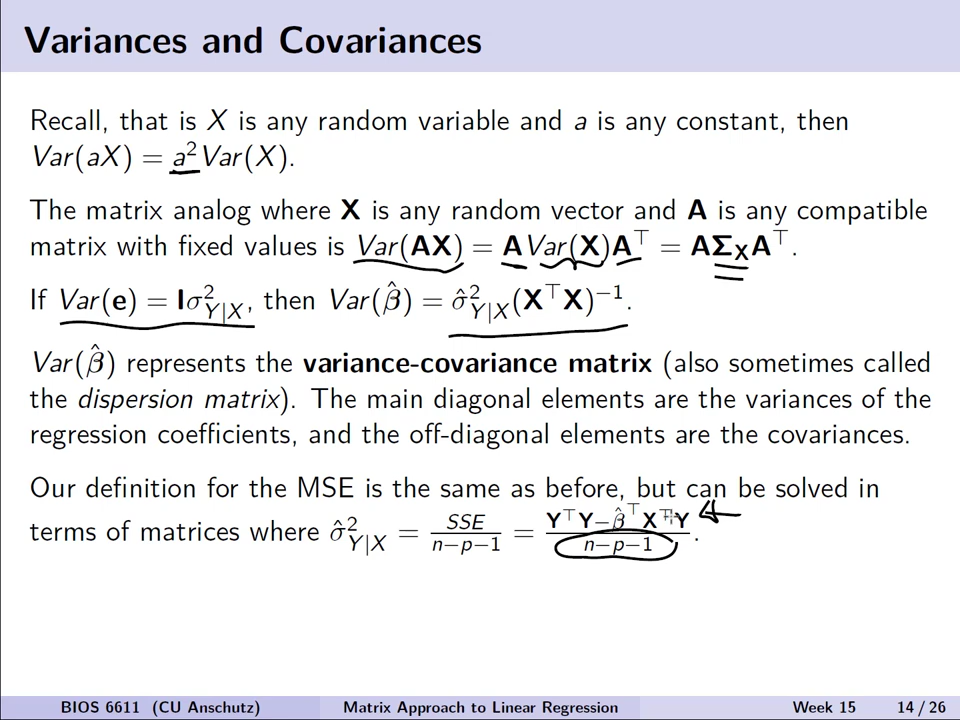 Variances and Covariances
Recall, that is X is any random variable and a is any constant, then
Var(aX) = a²Var(X).
The matrix analog where X is any random vector and A is any compatible
matrix with fixed values is Var(AX) = AVar(X)A⊤ = AΣ_X A⊤.
If Var(e) = Iσ²_{Y|X}, then Var(β̂) = σ̂²_{Y|X}(X⊤X)⁻¹.
Var(β̂) represents the variance-covariance matrix (also sometimes called
the dispersion matrix). The main diagonal elements are the variances of the
regression coefficients, and the off-diagonal elements are the covariances.
Our definition for the MSE is the same as before, but can be solved in
terms of matrices where σ̂²_{Y|X} = SSE/(n−p−1) = (Y⊤Y−β̂⊤X⊤Y)/(n−p−1).
BIOS 6611 (CU Anschutz) Matrix Approach to Linear Regression Week 15 14 / 26